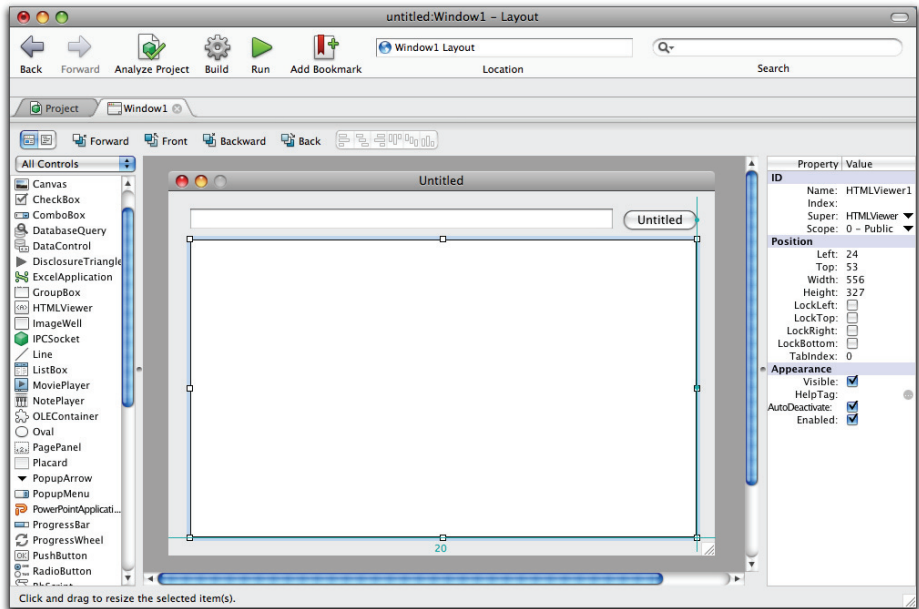 untitled:Window1 – Layout
Window1 Layout
Back Forward Analyze Project Build Run Add Bookmark Location Search
Project Window1
Forward Front Backward Back
All Controls
Canvas
CheckBox
ComboBox
DatabaseQuery
DataControl
DisclosureTriangle
ExcelApplication
GroupBox
HTMLViewer
ImageWell
IPCSocket
Line
ListBox
MoviePlayer
NotePlayer
OLEContainer
Oval
PagePanel
Placard
PopupArrow
PopupMenu
PowerPointApplicati...
ProgressBar
ProgressWheel
PushButton
RadioButton
Untitled
Untitled
20
Property Value
ID
Name: HTMLViewer1
Index:
Super: HTMLViewer
Scope: 0 – Public
Position
Left: 24
Top: 53
Width: 556
Height: 327
LockLeft:
LockTop:
LockRight:
LockBottom:
TabIndex: 0
Appearance
Visible:
HelpTag:
AutoDeactivate:
Enabled:
Click and drag to resize the selected item(s).